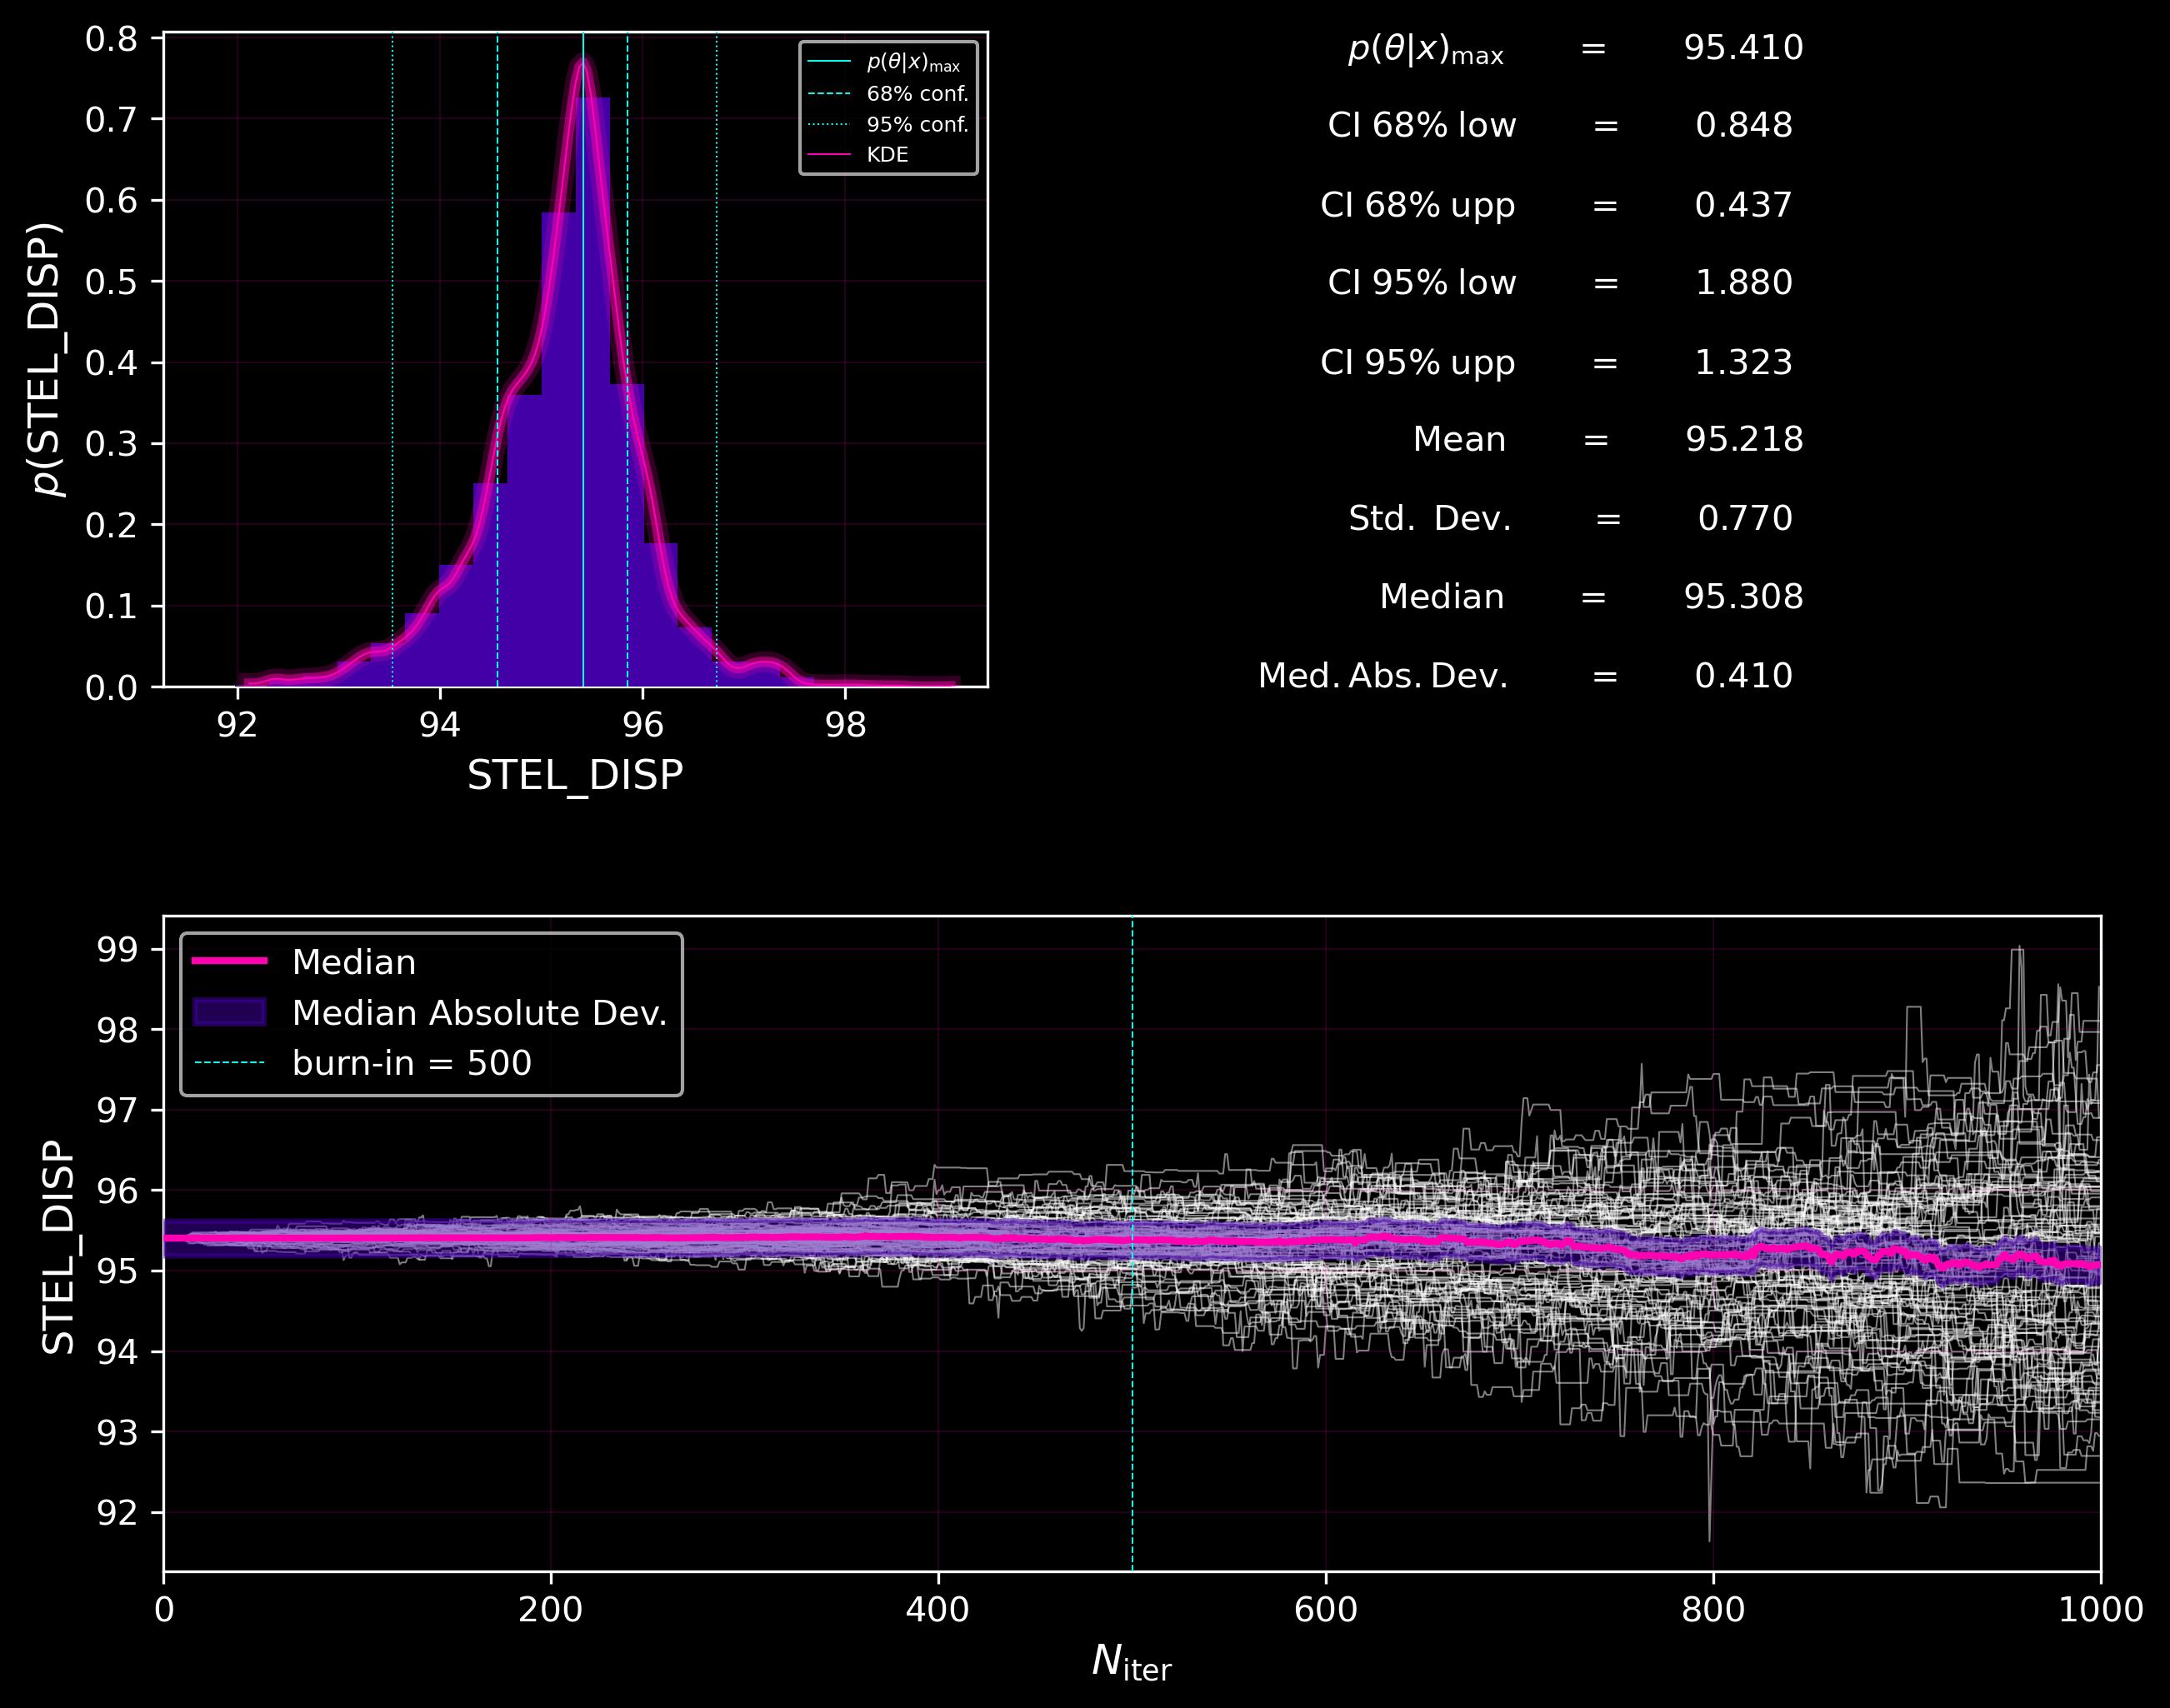 0.8
0.7
0.6
0.5
0.4
0.3
0.2
0.1
0.0
p(STEL_DISP)
92 94 96 98
STEL_DISP
p(θ|x)max
68% conf.
95% conf.
KDE
p(θ|x)max = 95.410
CI 68% low = 0.848
CI 68% upp = 0.437
CI 95% low = 1.880
CI 95% upp = 1.323
Mean = 95.218
Std. Dev. = 0.770
Median = 95.308
Med. Abs. Dev. = 0.410
99
98
97
96
95
94
93
92
STEL_DISP
Median
Median Absolute Dev.
burn-in = 500
0 200 400 600 800 1000
Niter